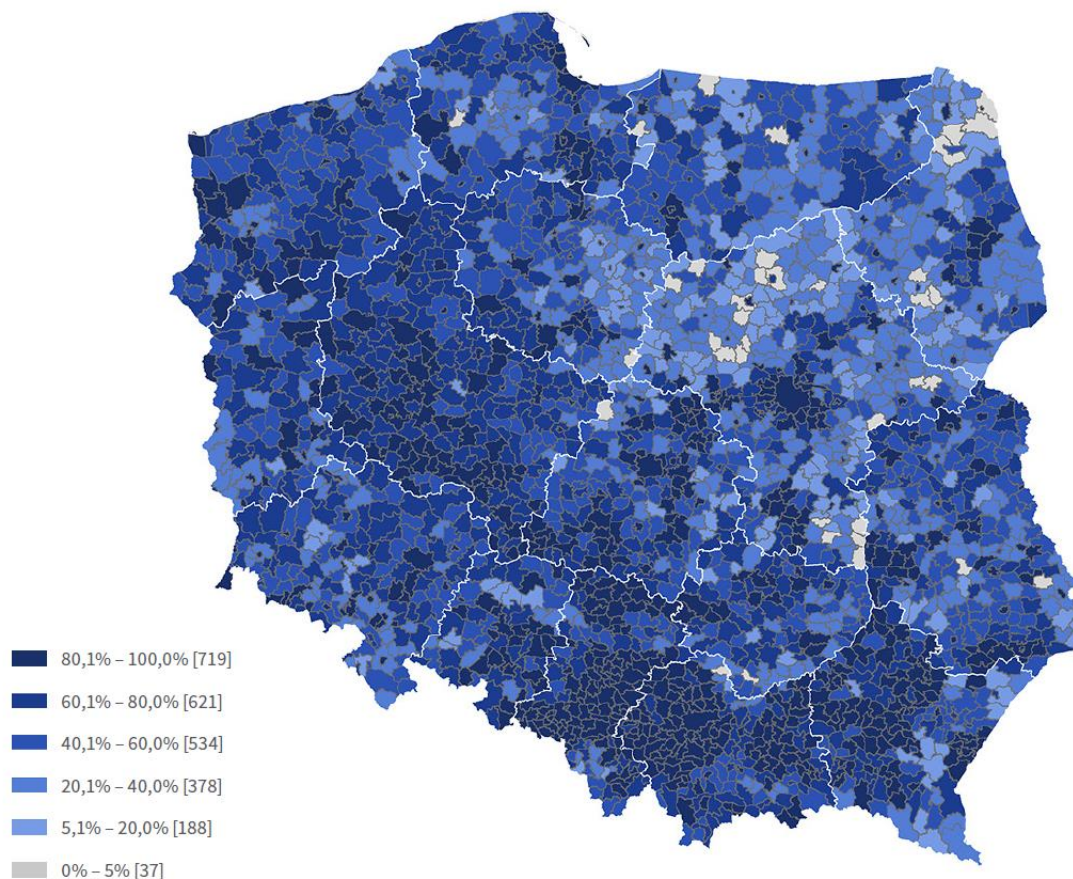 80,1% – 100,0% [719]
60,1% – 80,0% [621]
40,1% – 60,0% [534]
20,1% – 40,0% [378]
5,1% – 20,0% [188]
0% – 5% [37]